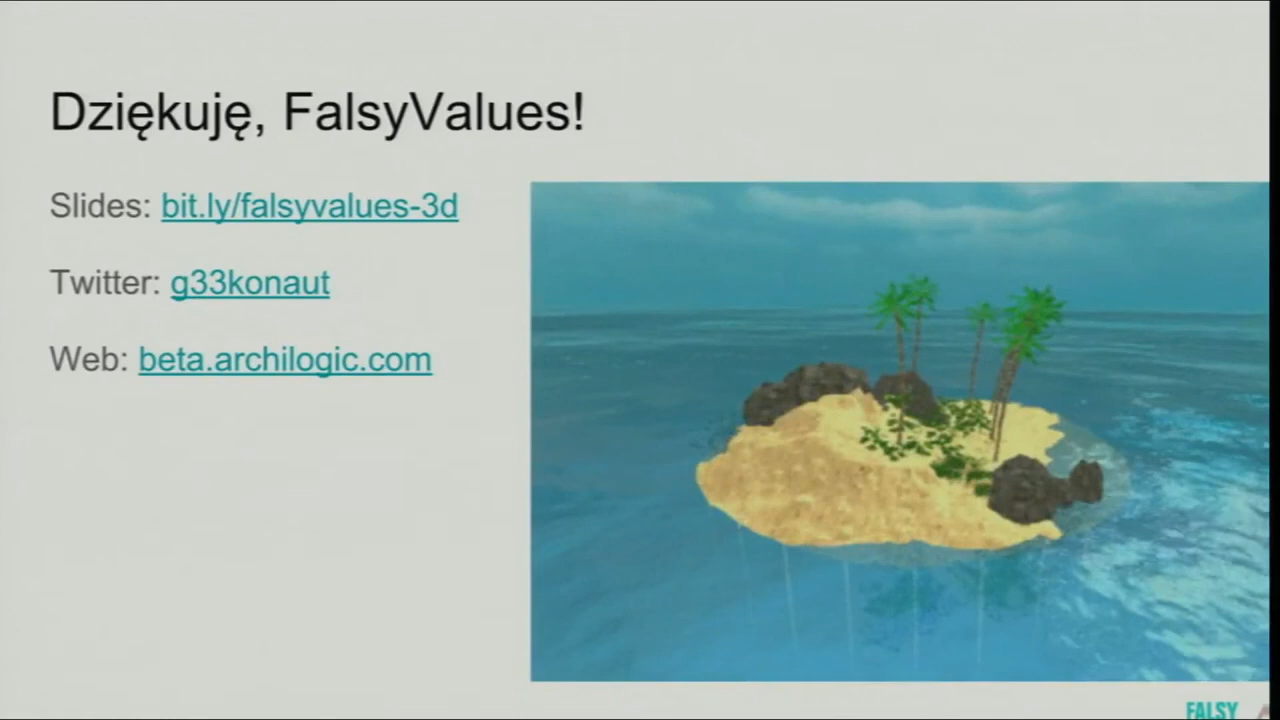 Dziękuję, FalsyValues!
Slides: bit.ly/falsyvalues-3d
Twitter: g33konaut
Web: beta.archilogic.com
FALSY